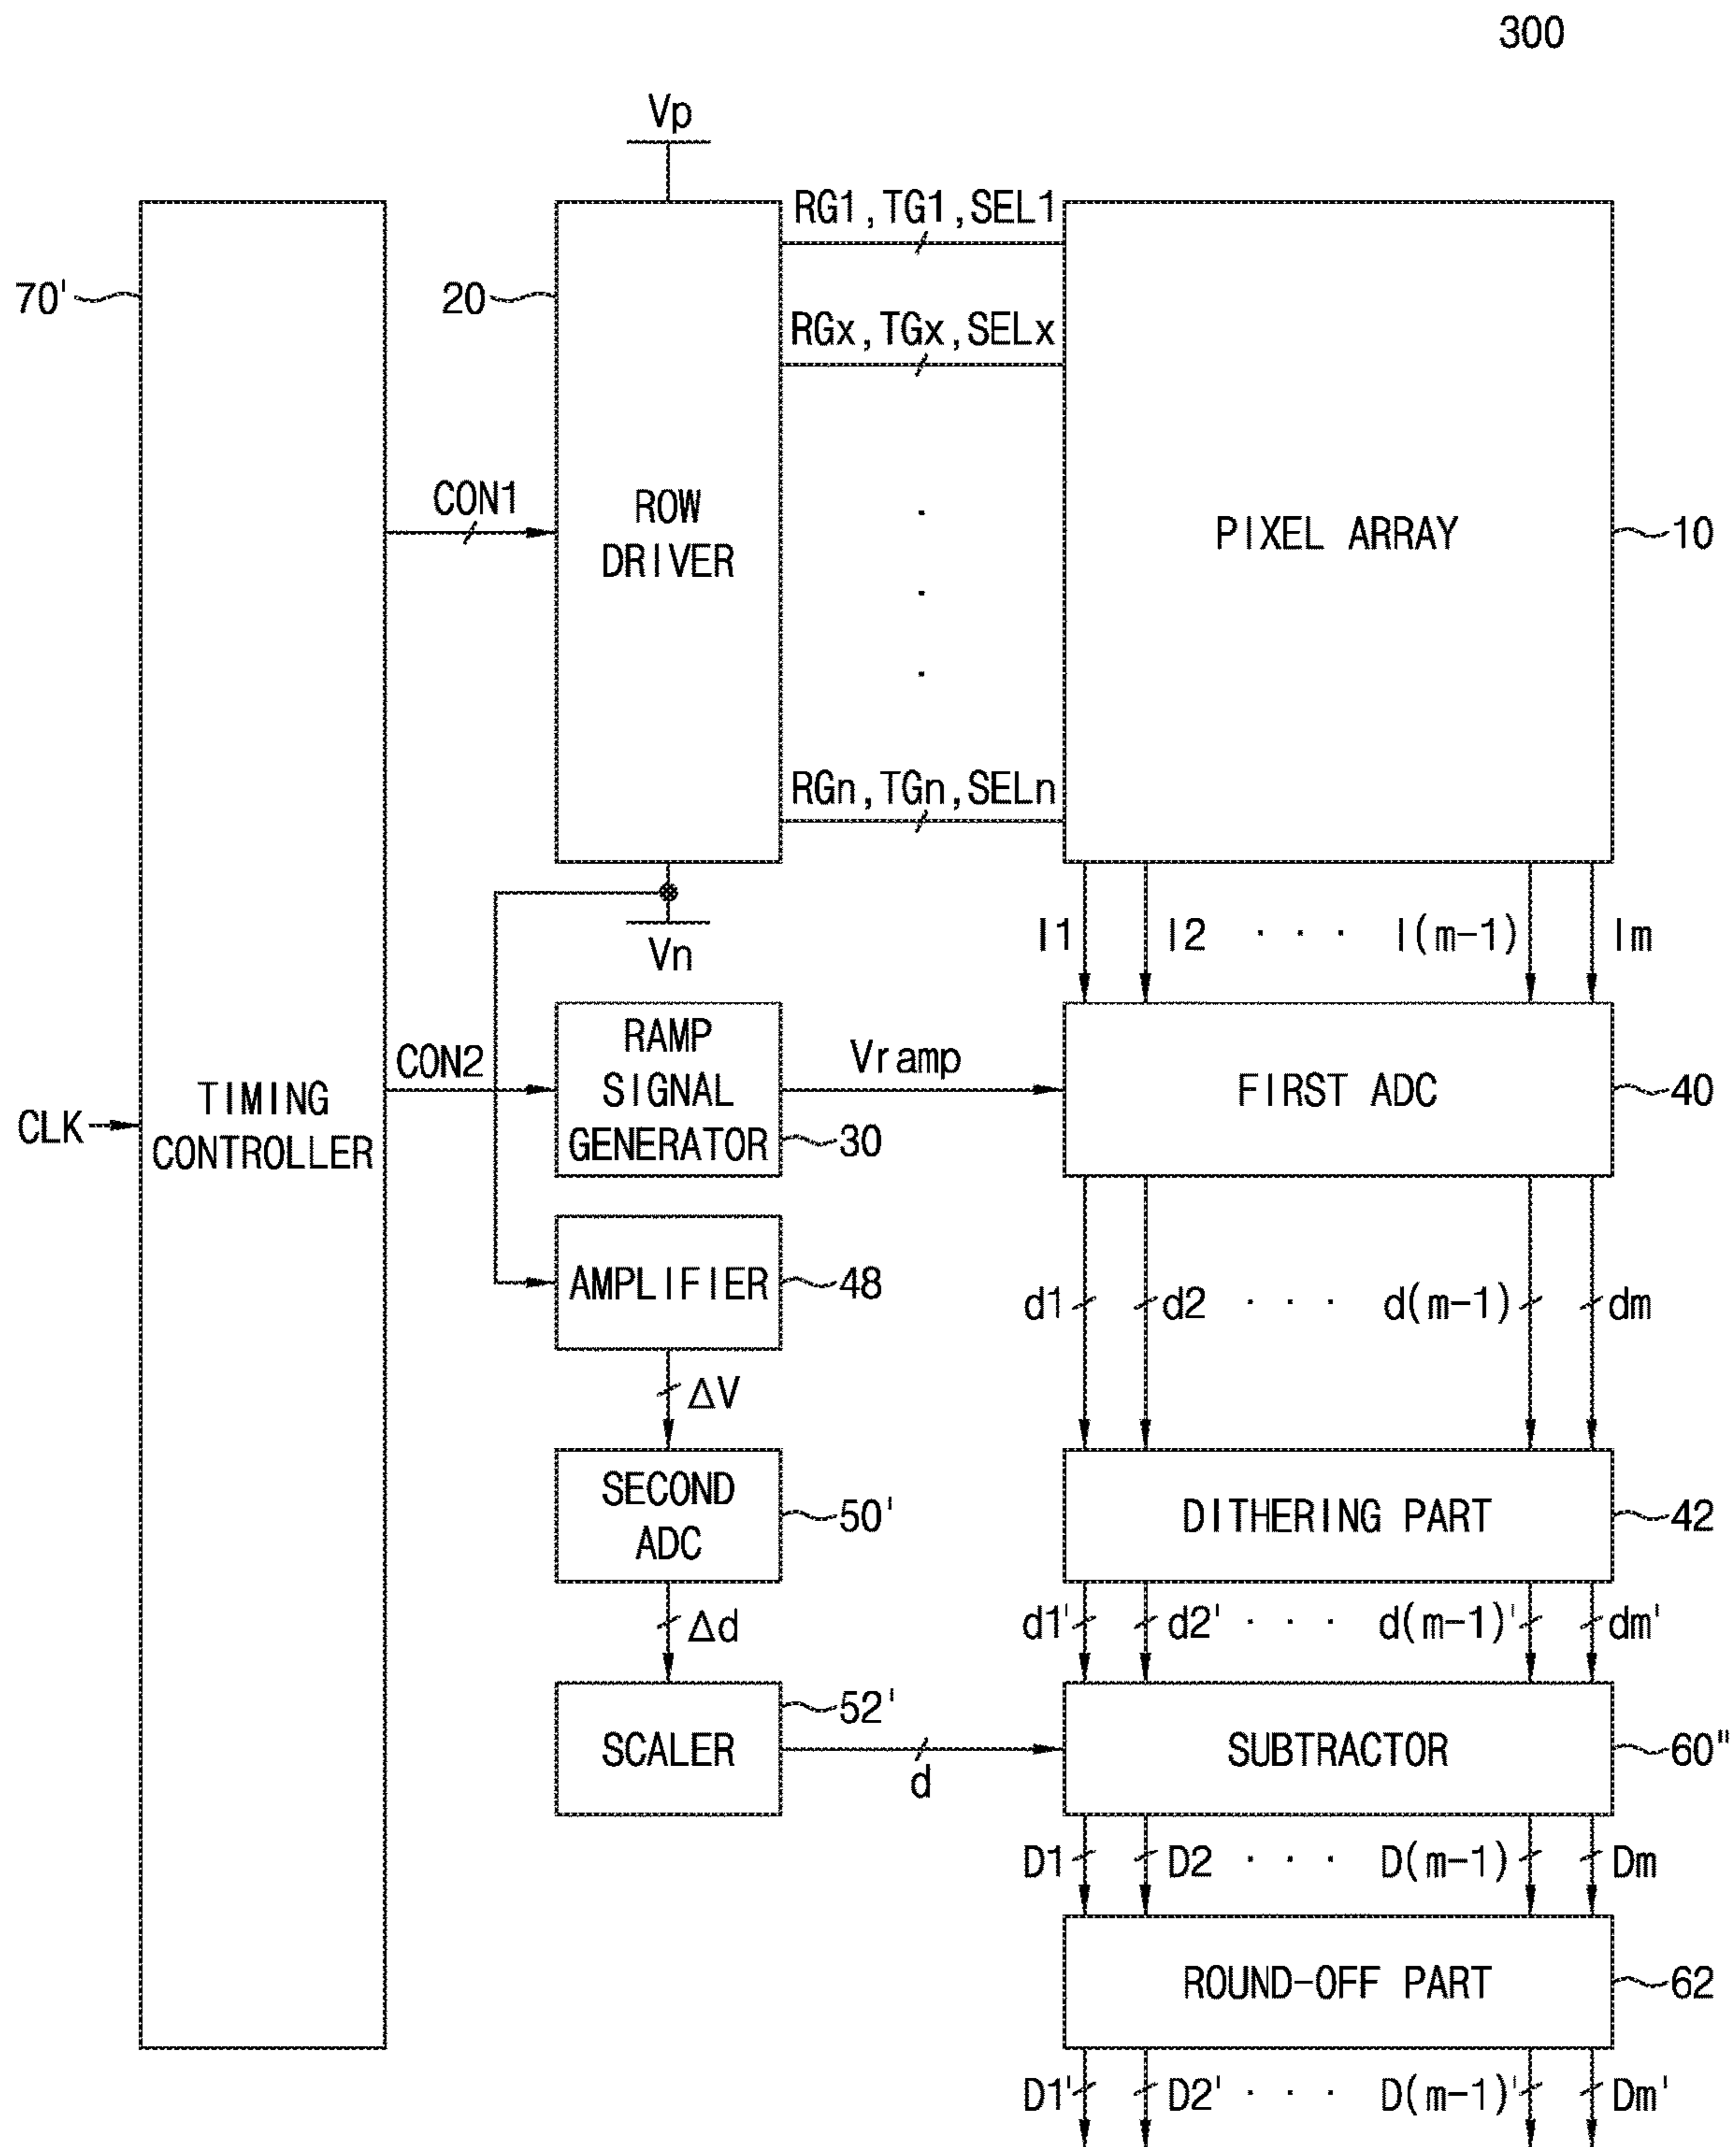 300
Vp
RG1,TG1,SEL1
70'
20
RGx,TGx,SELx
CON1
ROW
DRIVER
PIXEL ARRAY
10
RGn,TGn,SELn
Vn
I1
I2
I(m-1)
Im
CON2
RAMP
SIGNAL
GENERATOR
30
Vramp
FIRST ADC
40
CLK
TIMING
CONTROLLER
AMPLIFIER
48
d1
d2
d(m-1)
dm
ΔV
SECOND
ADC
50'
DITHERING PART
42
Δd
d1'
d2'
d(m-1)'
dm'
SCALER
52'
d
SUBTRACTOR
60"
D1
D2
D(m-1)
Dm
ROUND-OFF PART
62
D1'
D2'
D(m-1)'
Dm'